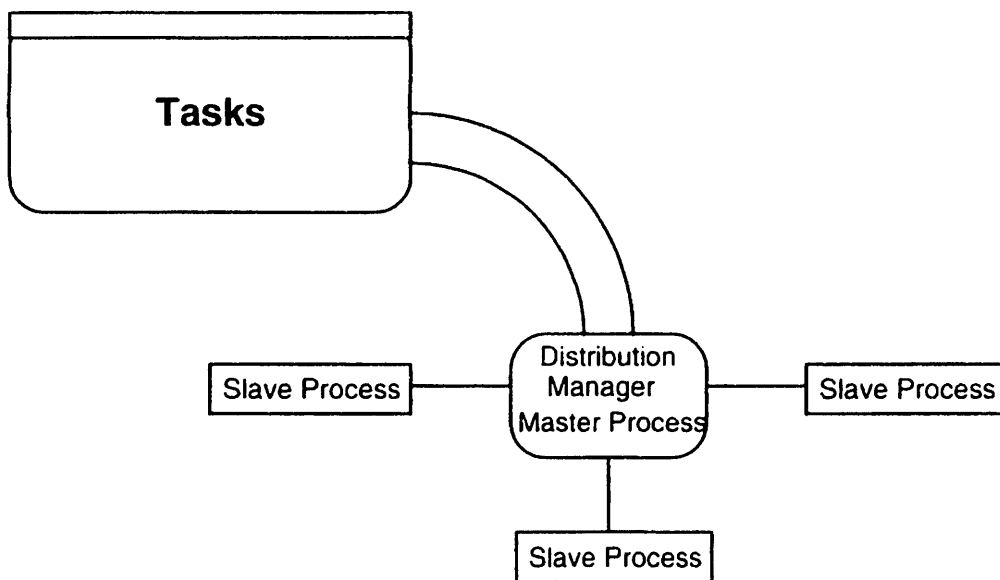 Tasks
Distribution
Manager
Master Process
Slave Process
Slave Process
Slave Process